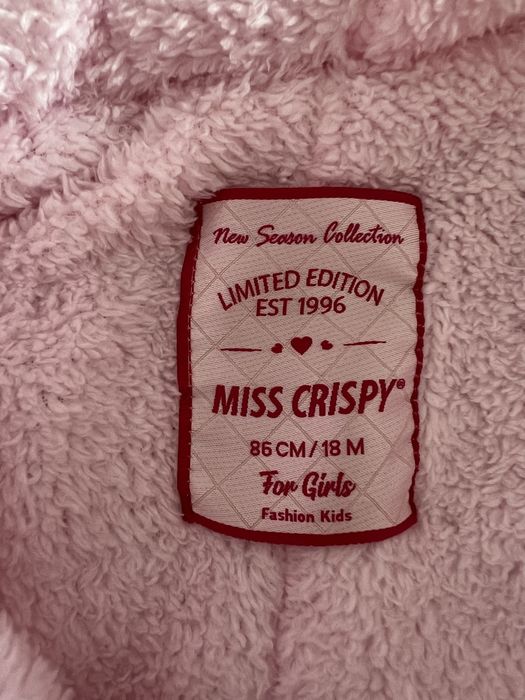 New Season Collection
LIMITED EDITION
EST 1996
MISS CRISPY®
86 CM / 18 M
For Girls
Fashion Kids